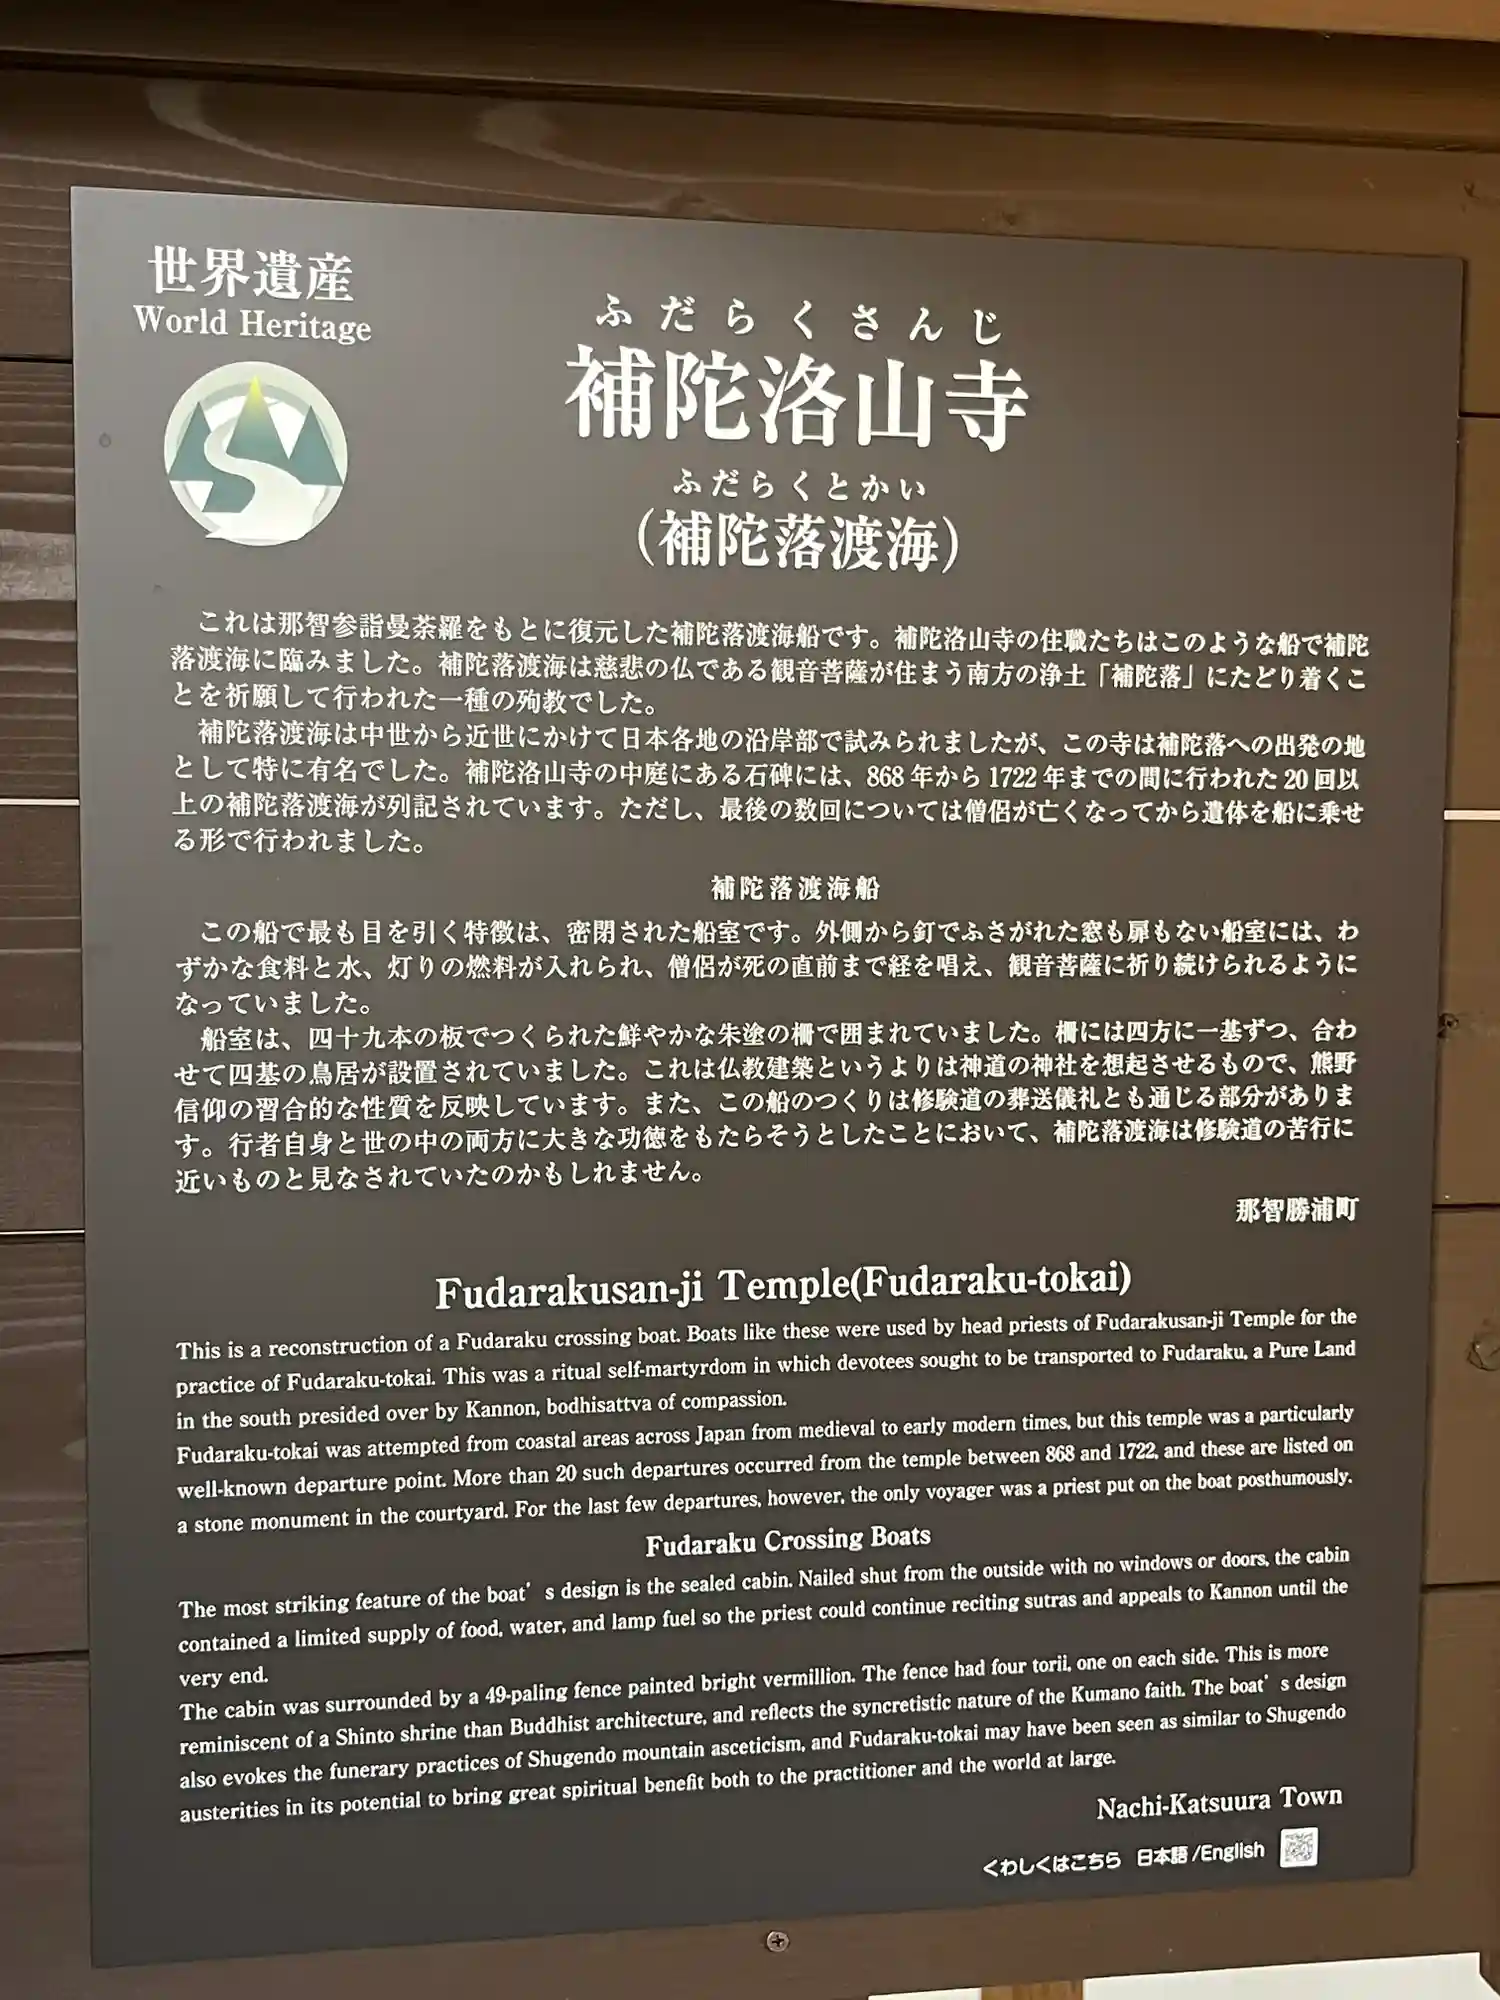 世界遺産
World Heritage
ふだらくさんじ
補陀洛山寺
ふだらくとかい
（補陀落渡海）
これは那智参詣曼荼羅をもとに復元した補陀落渡海船です。補陀洛山寺の住職たちはこのような船で補陀
落渡海に臨みました。補陀落渡海は慈悲の仏である観音菩薩が住まう南方の浄土「補陀落」にたどり着くこ
とを祈願して行われた一種の殉教でした。
補陀落渡海は中世から近世にかけて日本各地の沿岸部で試みられましたが、この寺は補陀落への出発の地
として特に有名でした。補陀洛山寺の中庭にある石碑には、868年から1722年までの間に行われた20回以
上の補陀落渡海が列記されています。ただし、最後の数回については僧侶が亡くなってから遺体を船に乗せ
る形で行われました。
補陀落渡海船
この船で最も目を引く特徴は、密閉された船室です。外側から釘でふさがれた窓も扉もない船室には、わ
ずかな食料と水、灯りの燃料が入れられ、僧侶が死の直前まで経を唱え、観音菩薩に祈り続けられるように
なっていました。
船室は、四十九本の板でつくられた鮮やかな朱塗の柵で囲まれていました。柵には四方に一基ずつ、合わ
せて四基の鳥居が設置されていました。これは仏教建築というよりは神道の神社を想起させるもので、熊野
信仰の習合的な性質を反映しています。また、この船のつくりは修験道の葬送儀礼とも通じる部分がありま
す。行者自身と世の中の両方に大きな功徳をもたらそうとしたことにおいて、補陀落渡海は修験道の苦行に
近いものと見なされていたのかもしれません。
那智勝浦町
Fudarakusan-ji Temple(Fudaraku-tokai)
This is a reconstruction of a Fudaraku crossing boat. Boats like these were used by head priests of Fudarakusan-ji Temple for the
practice of Fudaraku-tokai. This was a ritual self-martyrdom in which devotees sought to be transported to Fudaraku, a Pure Land
in the south presided over by Kannon, bodhisattva of compassion.
Fudaraku-tokai was attempted from coastal areas across Japan from medieval to early modern times, but this temple was a particularly
well-known departure point. More than 20 such departures occurred from the temple between 868 and 1722, and these are listed on
a stone monument in the courtyard. For the last few departures, however, the only voyager was a priest put on the boat posthumously.
Fudaraku Crossing Boats
The most striking feature of the boat's design is the sealed cabin. Nailed shut from the outside with no windows or doors, the cabin
contained a limited supply of food, water, and lamp fuel so the priest could continue reciting sutras and appeals to Kannon until the
very end.
The cabin was surrounded by a 49-paling fence painted bright vermillion. The fence had four torii, one on each side. This is more
reminiscent of a Shinto shrine than Buddhist architecture, and reflects the syncretistic nature of the Kumano faith. The boat's design
also evokes the funerary practices of Shugendo mountain asceticism, and Fudaraku-tokai may have been seen as similar to Shugendo
austerities in its potential to bring great spiritual benefit both to the practitioner and the world at large.
Nachi-Katsuura Town
くわしくはこちら 日本語/English